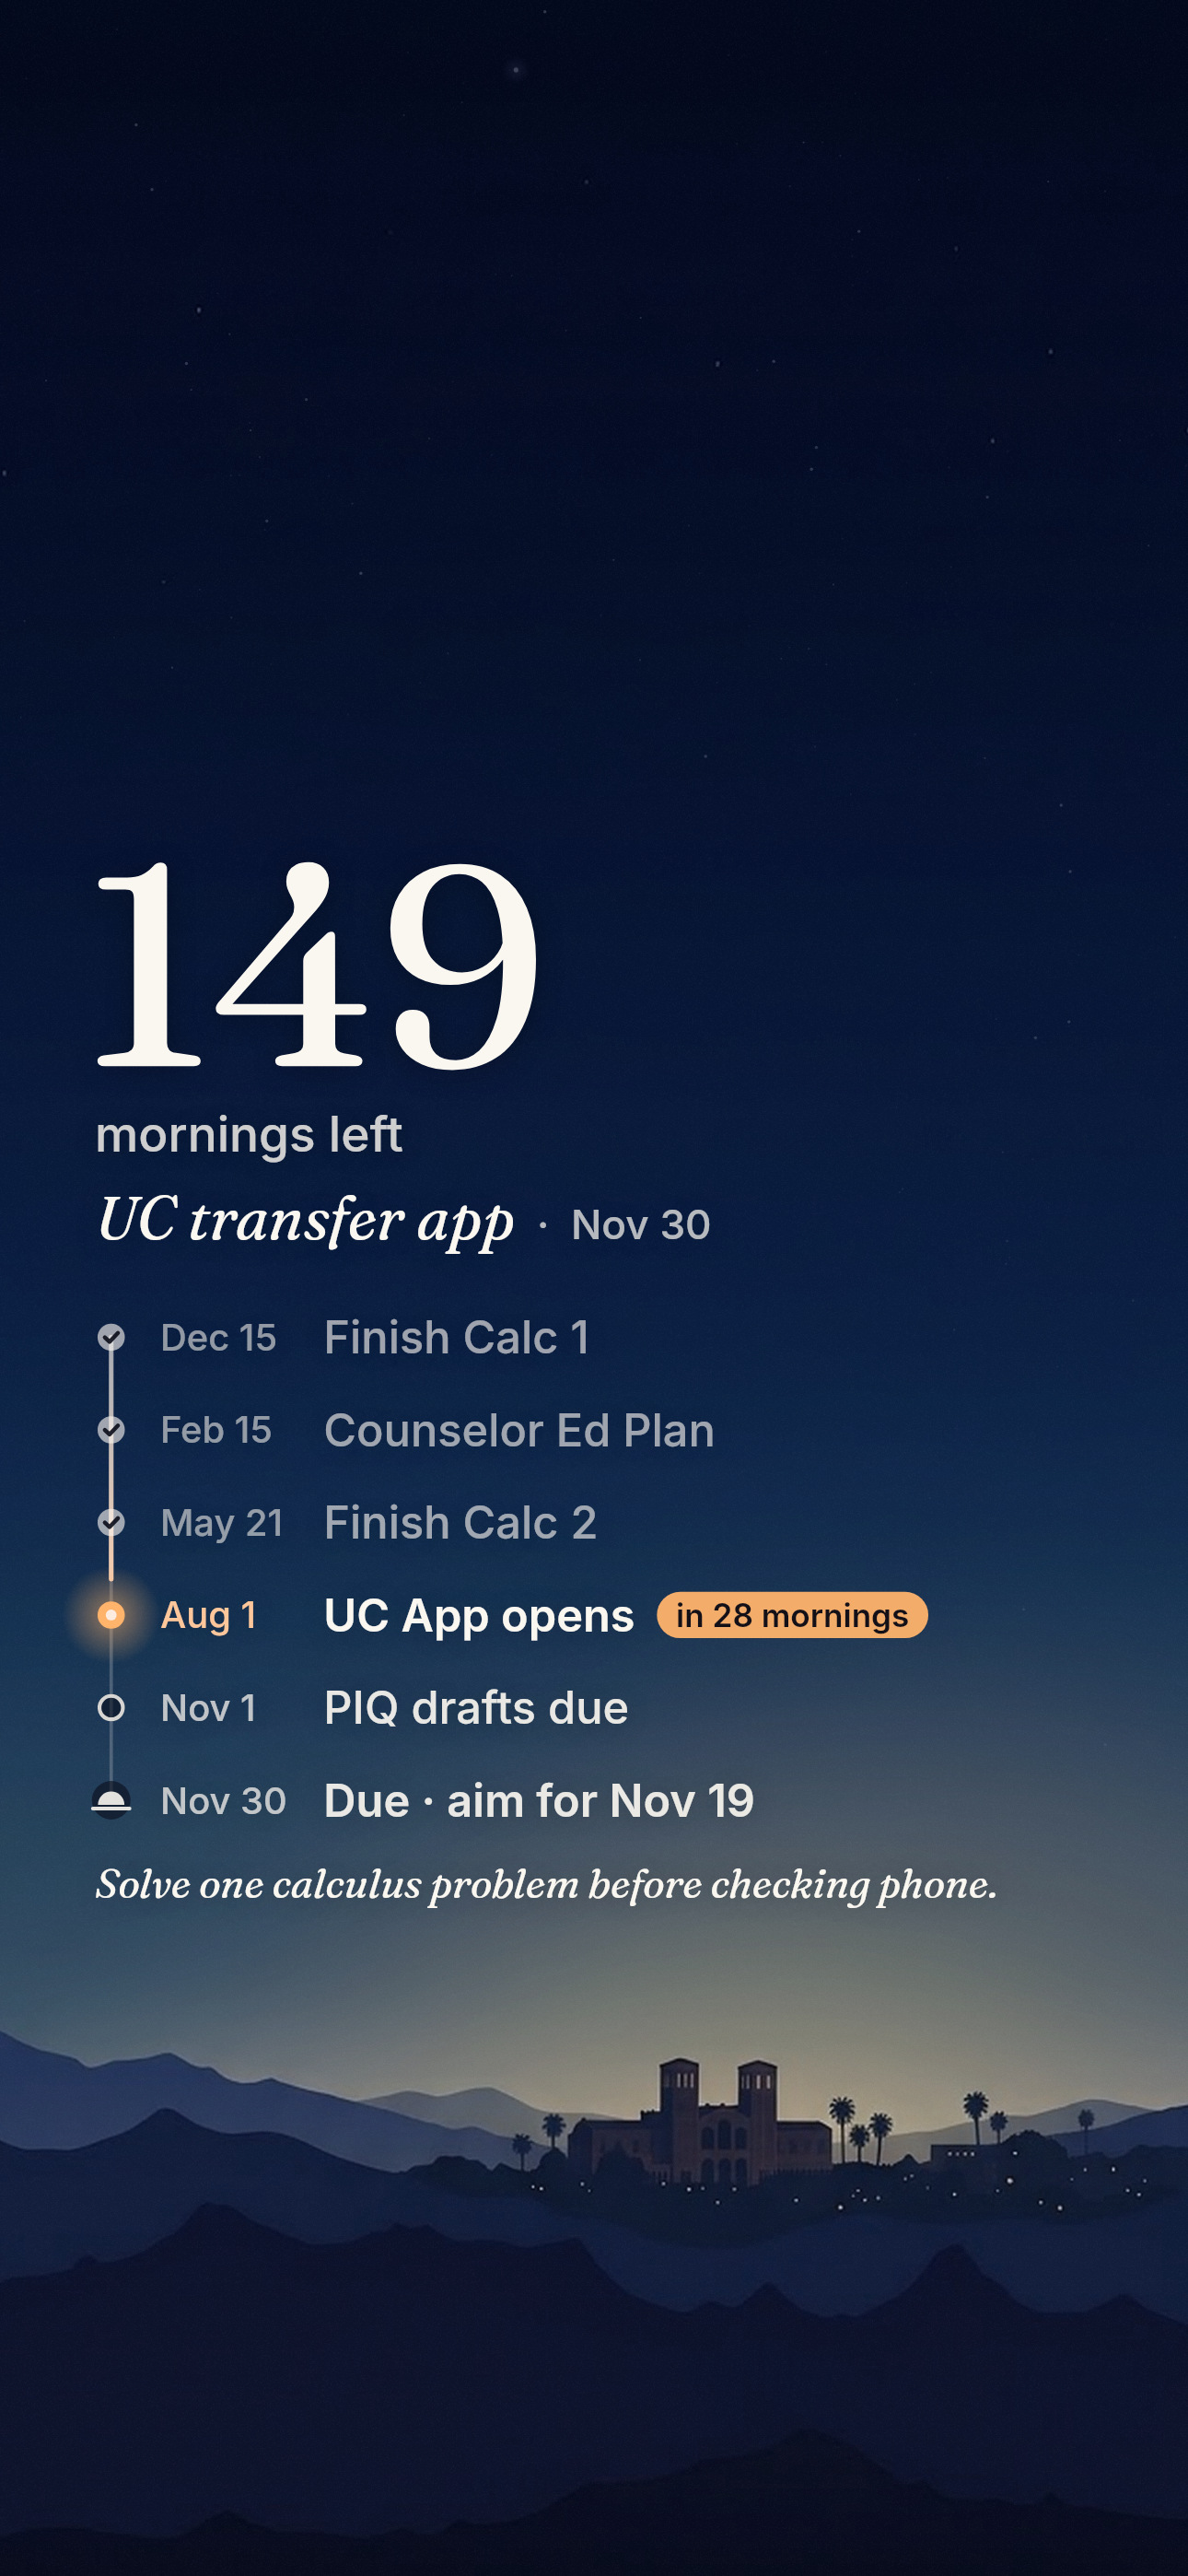 149
mornings left
UC transfer app · Nov 30
Dec 15 Finish Calc 1
Feb 15 Counselor Ed Plan
May 21 Finish Calc 2
Aug 1 UC App opens in 28 mornings
Nov 1 PIQ drafts due
Nov 30 Due · aim for Nov 19
Solve one calculus problem before checking phone.